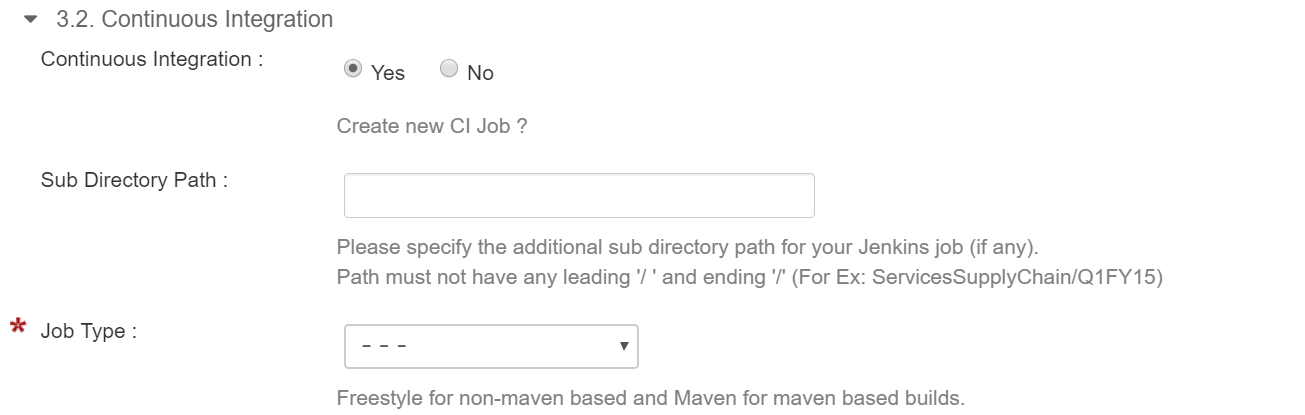 3.2. Continuous Integration
Continuous Integration :
Yes No
Create new CI Job ?
Sub Directory Path :
Please specify the additional sub directory path for your Jenkins job (if any).
Path must not have any leading '/ ' and ending '/' (For Ex: ServicesSupplyChain/Q1FY15)
* Job Type :
- - -
Freestyle for non-maven based and Maven for maven based builds.